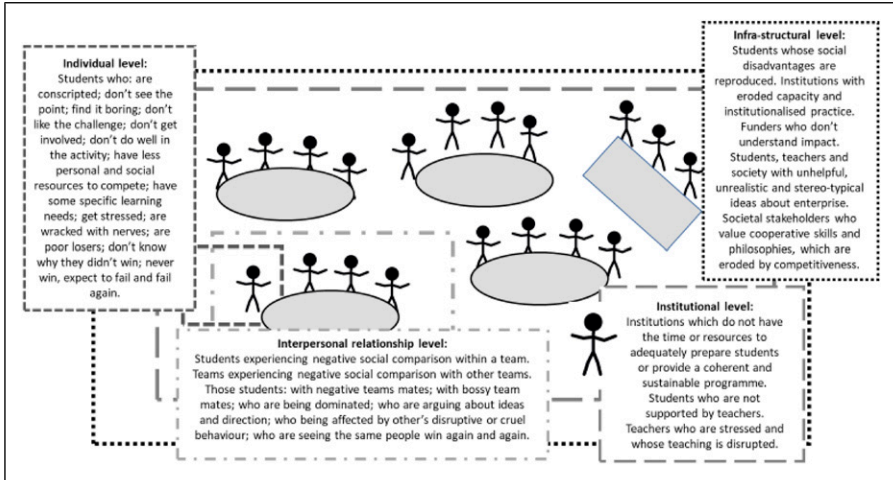 Individual level:
Students who: are
conscripted; don't see the
point; find it boring; don't
like the challenge; don't get
involved; don't do well in
the activity; have less
personal and social
resources to compete; have
some specific learning
needs; get stressed; are
wracked with nerves; are
poor losers; don't know
why they didn't win; never
win, expect to fail and fail
again.
Infra-structural level:
Students whose social
disadvantages are
reproduced. Institutions with
eroded capacity and
institutionalised practice.
Funders who don't
understand impact.
Students, teachers and
society with unhelpful,
unrealistic and stereo-typical
ideas about enterprise.
Societal stakeholders who
value cooperative skills and
philosophies, which are
eroded by competitiveness.
Interpersonal relationship level:
Students experiencing negative social comparison within a team.
Teams experiencing negative social comparison with other teams.
Those students: with negative teams mates; with bossy team
mates; who are being dominated; who are arguing about ideas
and direction; who being affected by other's disruptive or cruel
behaviour; who are seeing the same people win again and again.
Institutional level:
Institutions which do not have
the time or resources to
adequately prepare students
or provide a coherent and
sustainable programme.
Students who are not
supported by teachers.
Teachers who are stressed and
whose teaching is disrupted.